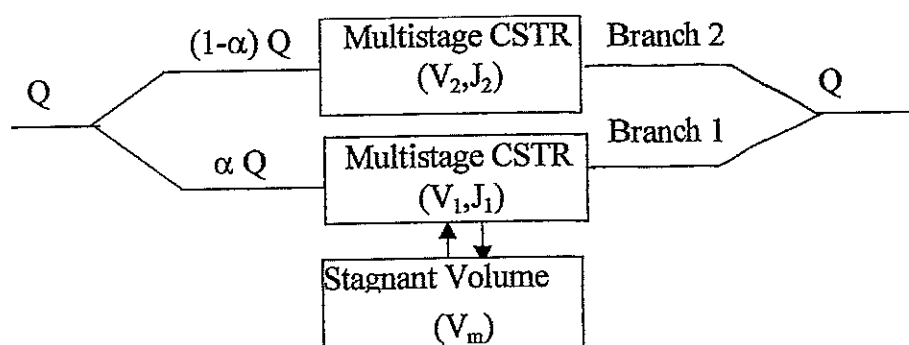 (1-α) Q
Multistage CSTR
(V₂,J₂)
Branch 2
Q
Q
α Q
Multistage CSTR
(V₁,J₁)
Branch 1
Stagnant Volume
(Vₘ)